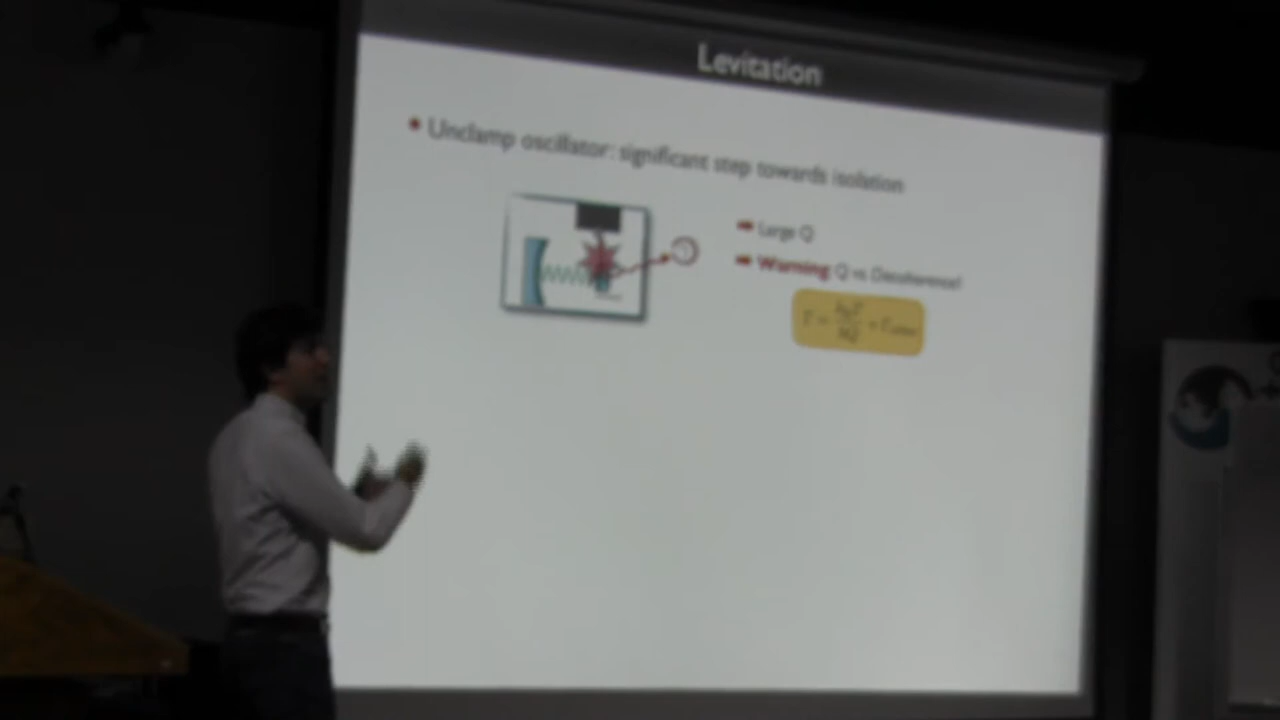 Levitation
• Unclamp oscillator: significant step towards isolation
➡ Large Q
➡ Warning: Q vs Decoherence!